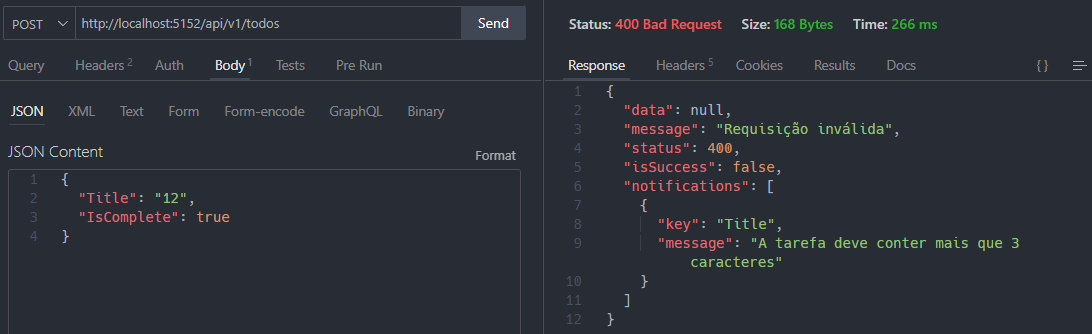 POST http://localhost:5152/api/v1/todos Send
Query Headers 2 Auth Body 1 Tests Pre Run
JSON XML Text Form Form-encode GraphQL Binary
JSON Content Format
1 {
2 "Title": "12",
3 "IsComplete": true
4 }
Status: 400 Bad Request Size: 168 Bytes Time: 266 ms
Response Headers 5 Cookies Results Docs { }
1 {
2 "data": null,
3 "message": "Requisição inválida",
4 "status": 400,
5 "isSuccess": false,
6 "notifications": [
7 {
8 "key": "Title",
9 "message": "A tarefa deve conter mais que 3
caracteres"
10 }
11 ]
12 }